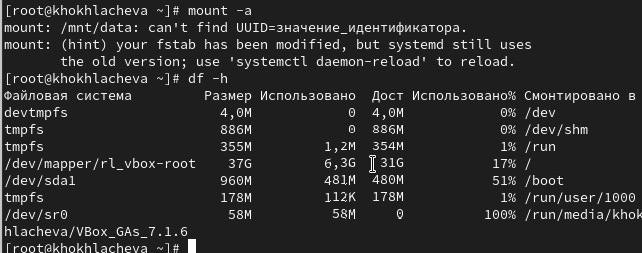 [root@khokhlacheva]# mount -a
mount: /mnt/data: can't find UUID=значение_идентификатора.
mount: (hint) your fstab has been modified, but systemd still uses
the old version; use 'systemctl daemon-reload' to reload.
[root@khokhlacheva]# df -h
Файловая система Размер Использовано Дост Использовано% Смонтировано в
devtmpfs 4,0M 0 4,0M 0% /dev
tmpfs 886M 0 886M 0% /dev/shm
tmpfs 355M 1,2M 354M 1% /run
/dev/mapper/rl_vbox-root 37G 6,3G 31G 17% /
/dev/sda1 960M 481M 480M 51% /boot
tmpfs 178M 112K 178M 1% /run/user/1000
/dev/sr0 58M 58M 0 100% /run/media/khok
hlacheva/VBox_GAs_7.1.6
[root@khokhlacheva]#